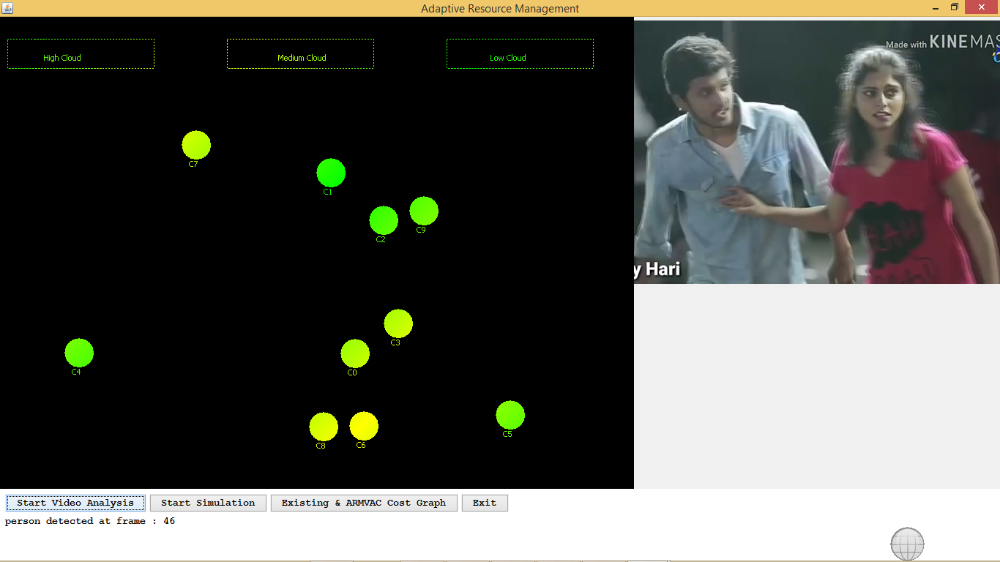 Adaptive Resource Management
High Cloud
Medium Cloud
Low Cloud
Made with KINEMAS
C7
C1
C2
C9
y Hari
C3
C4
C0
C5
C8
C6
Start Video Analysis
Start Simulation
Existing & ARMVAC Cost Graph
Exit
person detected at frame : 46